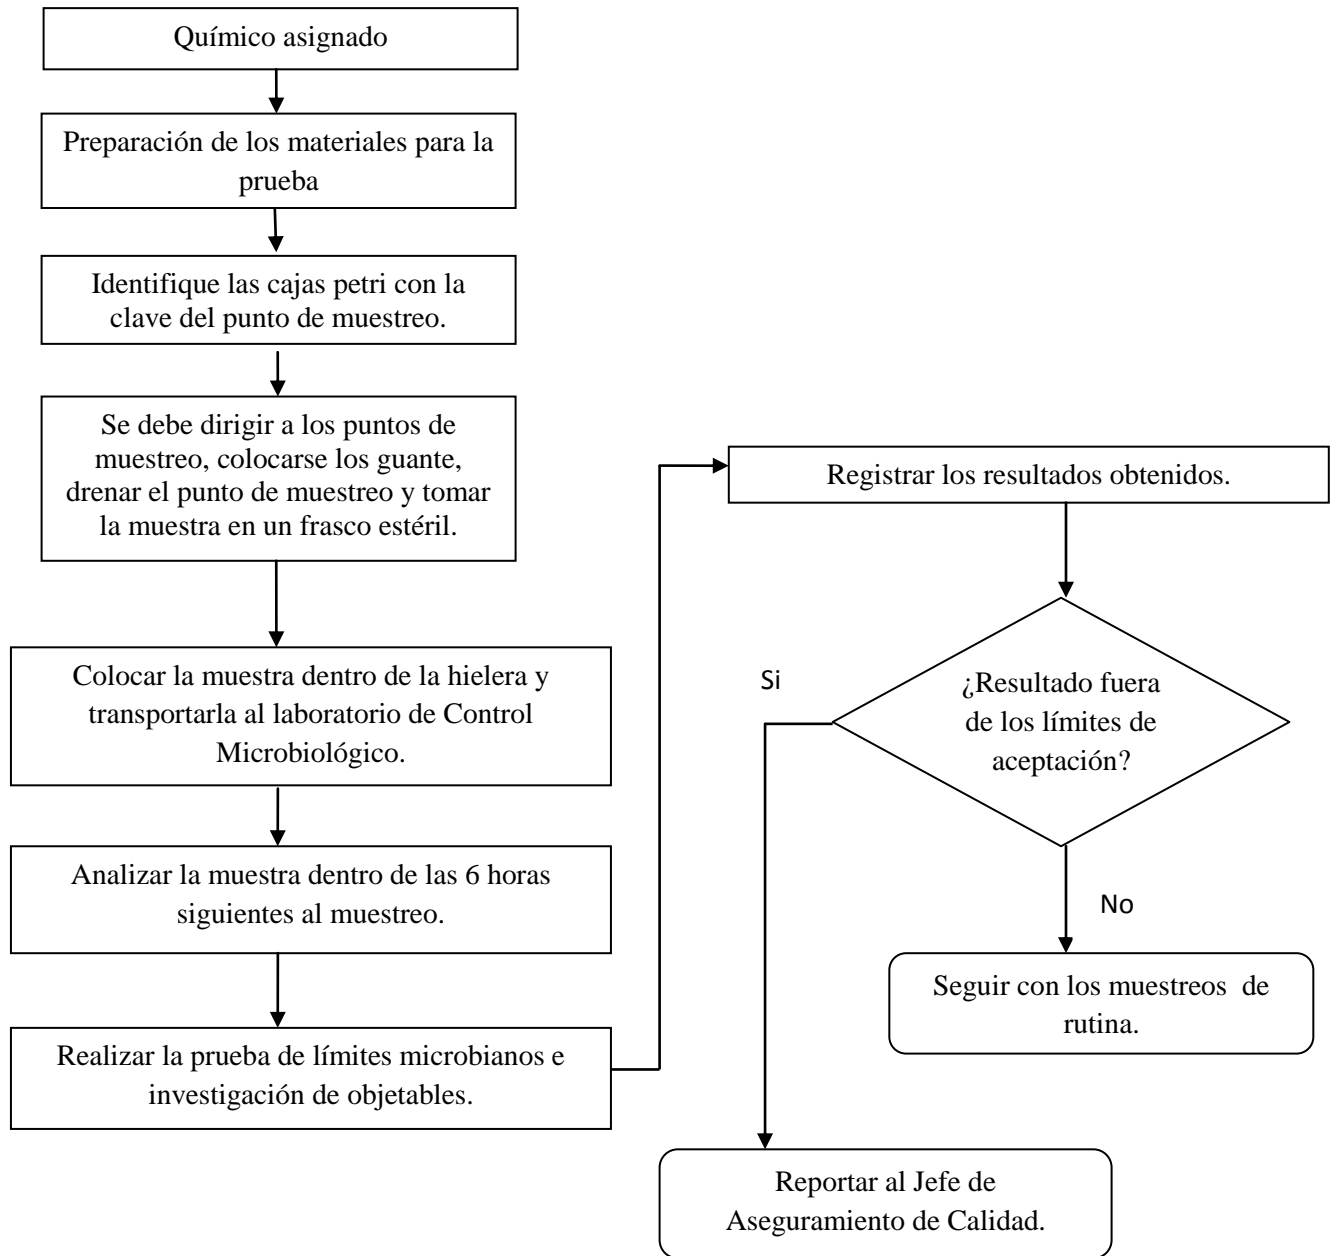 Químico asignado
Preparación de los materiales para la
prueba
Identifique las cajas petri con la
clave del punto de muestreo.
Se debe dirigir a los puntos de
muestreo, colocarse los guante,
drenar el punto de muestreo y tomar
la muestra en un frasco estéril.
Colocar la muestra dentro de la hielera y
transportarla al laboratorio de Control
Microbiológico.
Analizar la muestra dentro de las 6 horas
siguientes al muestreo.
Realizar la prueba de límites microbianos e
investigación de objetables.
Registrar los resultados obtenidos.
¿Resultado fuera
de los límites de
aceptación?
Si
No
Seguir con los muestreos de
rutina.
Reportar al Jefe de
Aseguramiento de Calidad.